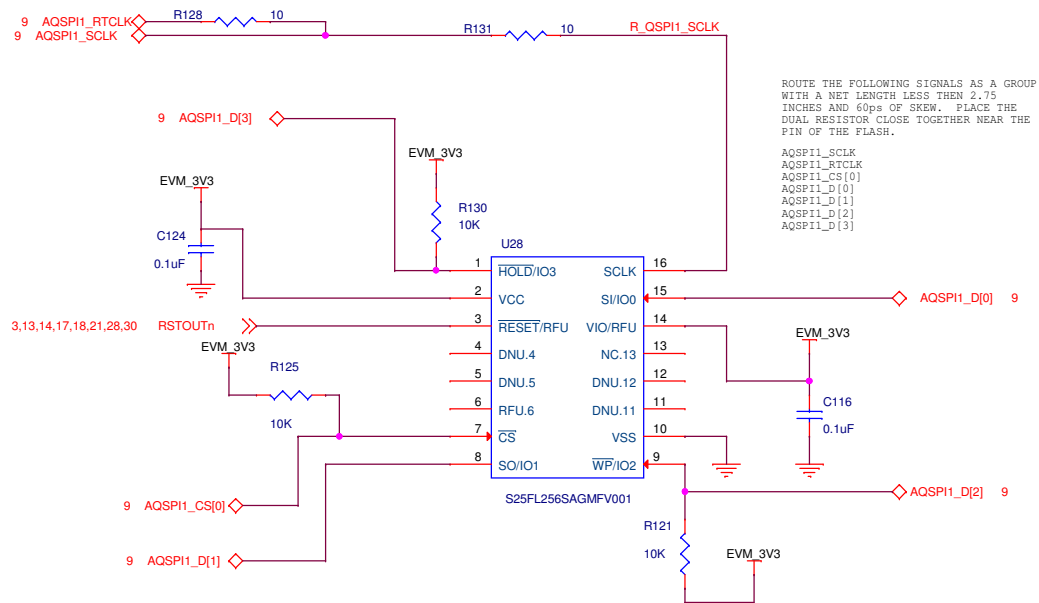 9 AQSPI1_RTCLK
R128
10
9 AQSPI1_SCLK
R131
10
R_QSPI1_SCLK
ROUTE THE FOLLOWING SIGNALS AS A GROUP
WITH A NET LENGTH LESS THEN 2.75
INCHES AND 60ps OF SKEW. PLACE THE
DUAL RESISTOR CLOSE TOGETHER NEAR THE
PIN OF THE FLASH.
AQSPI1_SCLK
AQSPI1_RTCLK
AQSPI1_CS[0]
AQSPI1_D[0]
AQSPI1_D[1]
AQSPI1_D[2]
AQSPI1_D[3]
9 AQSPI1_D[3]
EVM_3V3
EVM_3V3
R130
10K
C124
0.1uF
U28
1 HOLD/IO3
SCLK 16
2 VCC
SI/IO0 15
AQSPI1_D[0] 9
3,13,14,17,18,21,28,30 RSTOUTn
3 RESET/RFU
VIO/RFU 14
EVM_3V3
EVM_3V3
4 DNU.4
NC.13 13
R125
10K
5 DNU.5
DNU.12 12
6 RFU.6
DNU.11 11
C116
0.1uF
7 CS
VSS 10
8 SO/IO1
WP/IO2 9
S25FL256SAGMFV001
AQSPI1_D[2] 9
9 AQSPI1_CS[0]
R121
10K
EVM_3V3
9 AQSPI1_D[1]